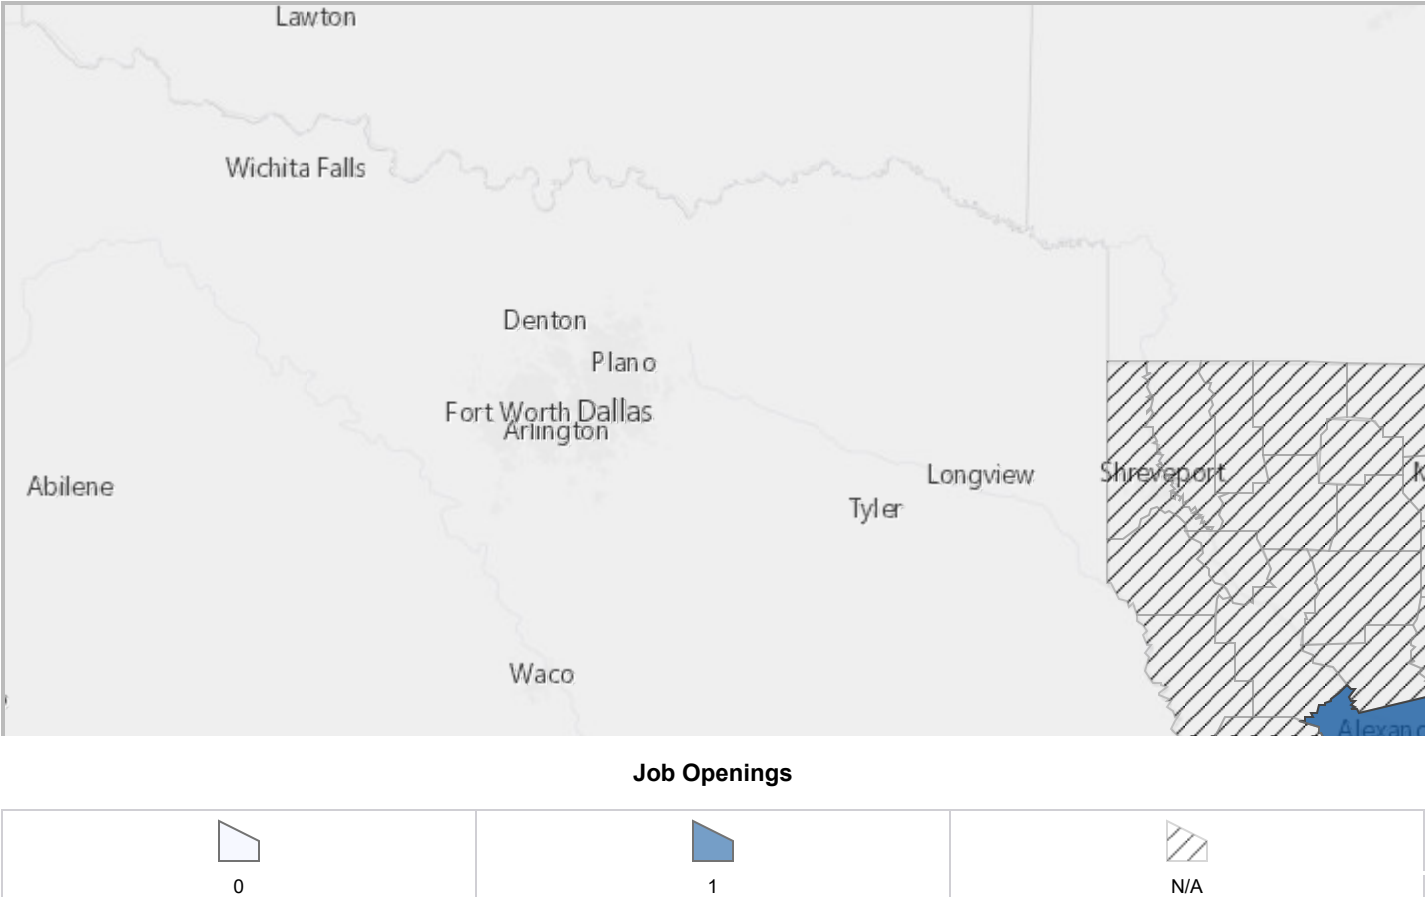 Lawton
Wichita Falls
Denton
Plano
Fort Worth Dallas
Arlington
Shreveport
Longview
Abilene
Tyler
Waco
Job Openings
0
1
N/A